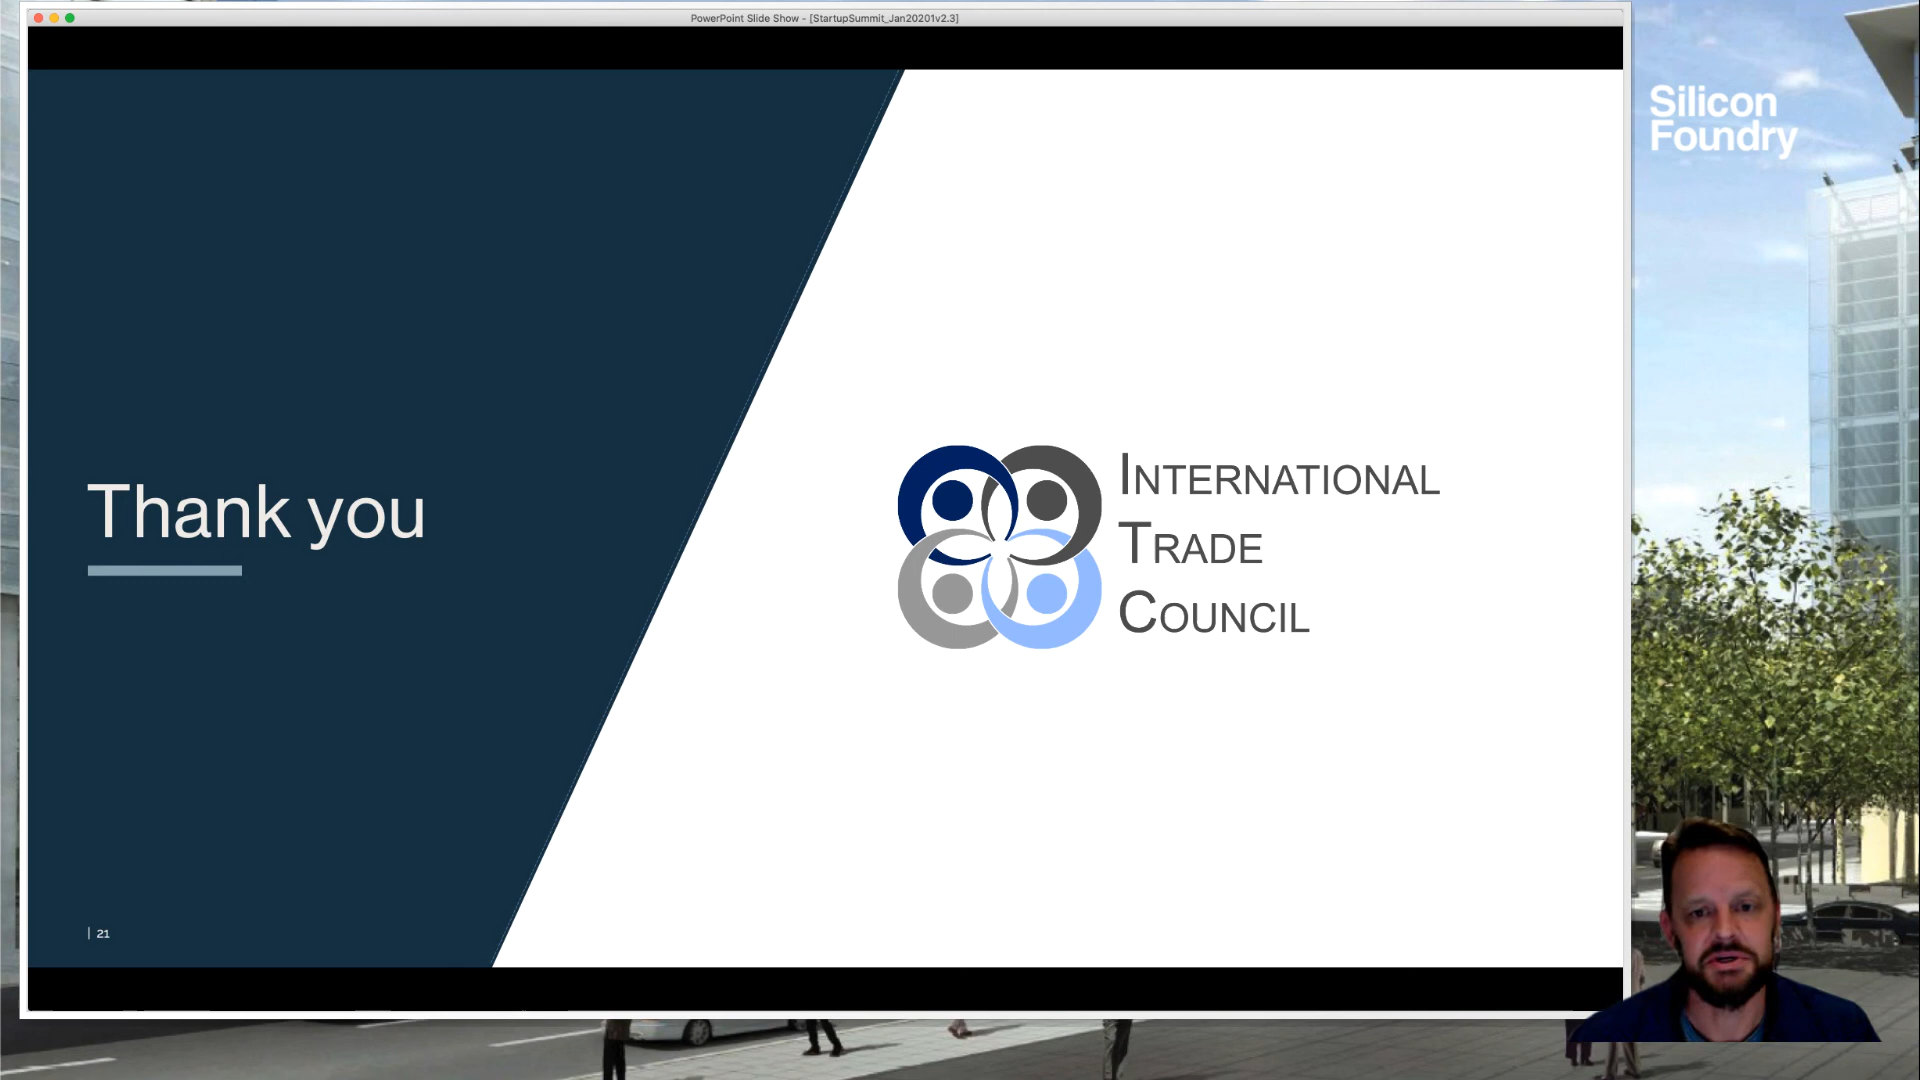 PowerPoint Slide Show - [StartupSummit_Jan20201v2.3]
Silicon
Foundry
Thank you
INTERNATIONAL
TRADE
COUNCIL
| 21